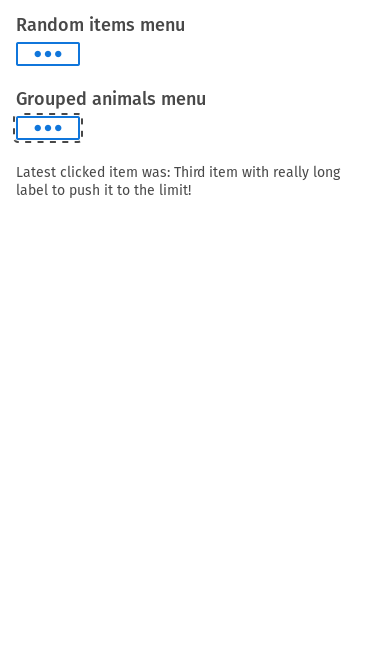 Random items menu
Grouped animals menu
Latest clicked item was: Third item with really long
label to push it to the limit!